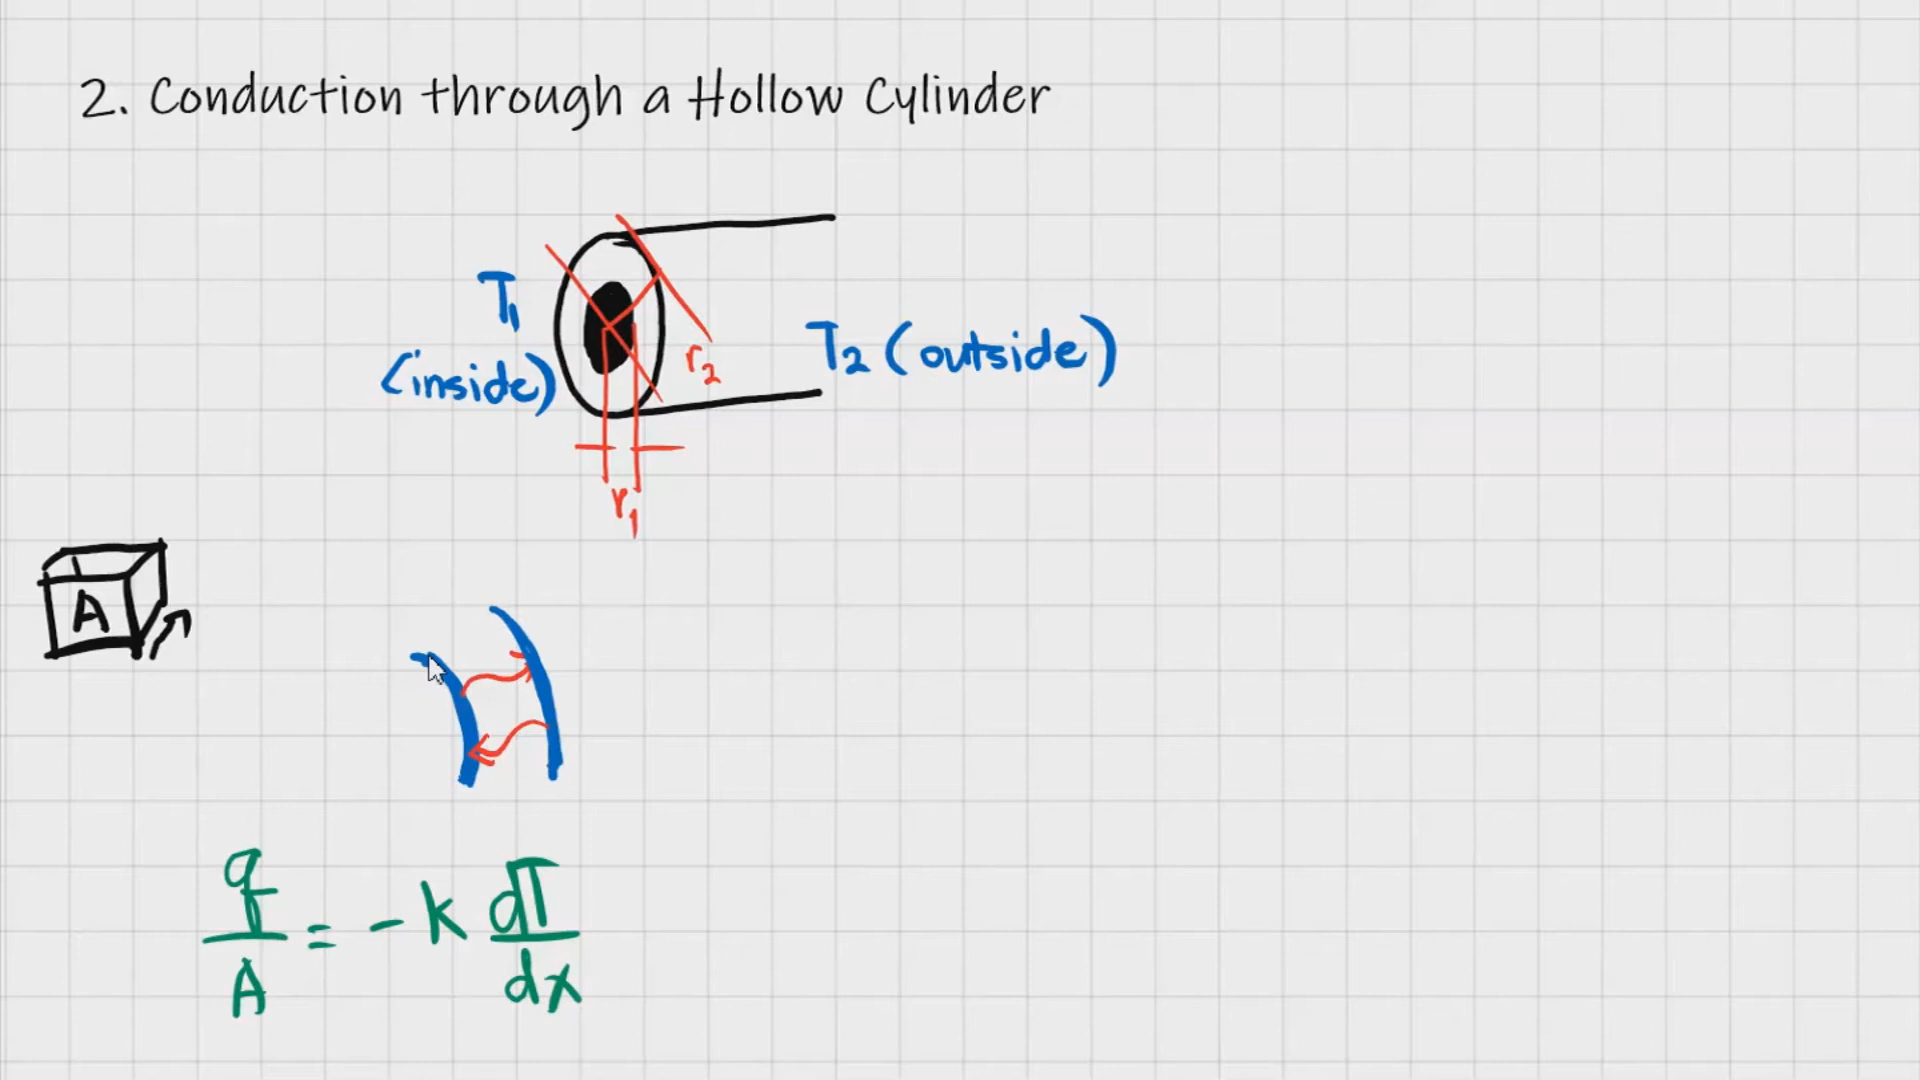 2. Conduction through a Hollow Cylinder
T1
(inside)
T2 (outside)
r2
r1
A
q/A = -k dT/dx